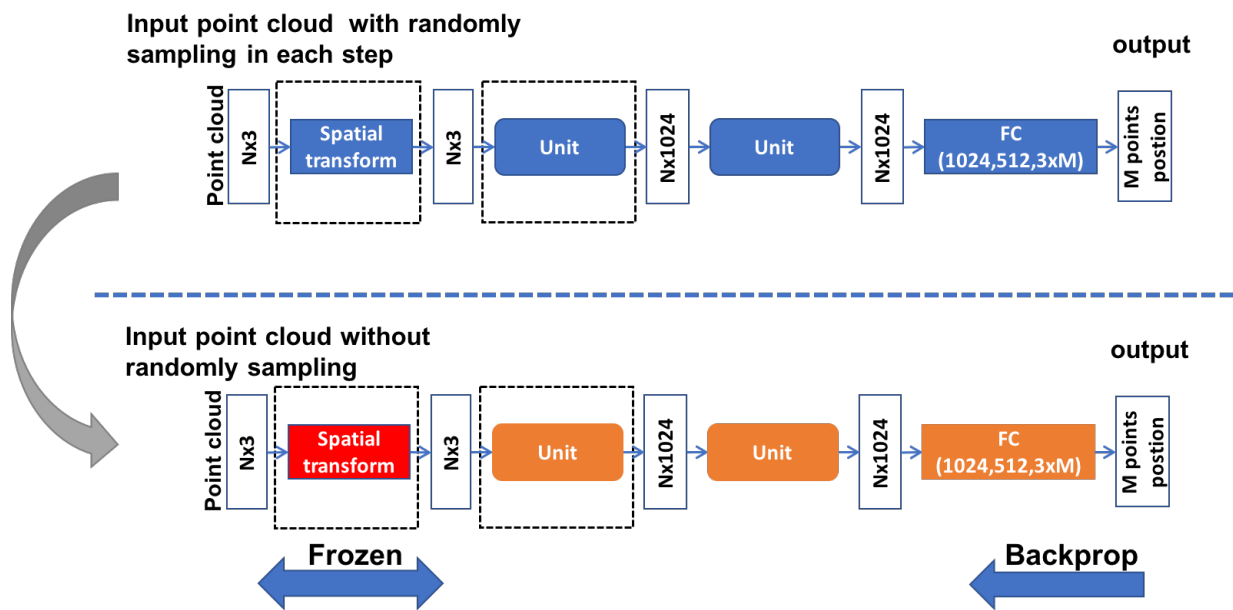 Input point cloud with randomly
sampling in each step
output
Point cloud
Nx3
Spatial
transform
Nx3
Unit
Nx1024
Unit
Nx1024
FC
(1024,512,3xM)
M points
postion
Input point cloud without
randomly sampling
output
Point cloud
Nx3
Spatial
transform
Nx3
Unit
Nx1024
Unit
Nx1024
FC
(1024,512,3xM)
M points
postion
Frozen
Backprop